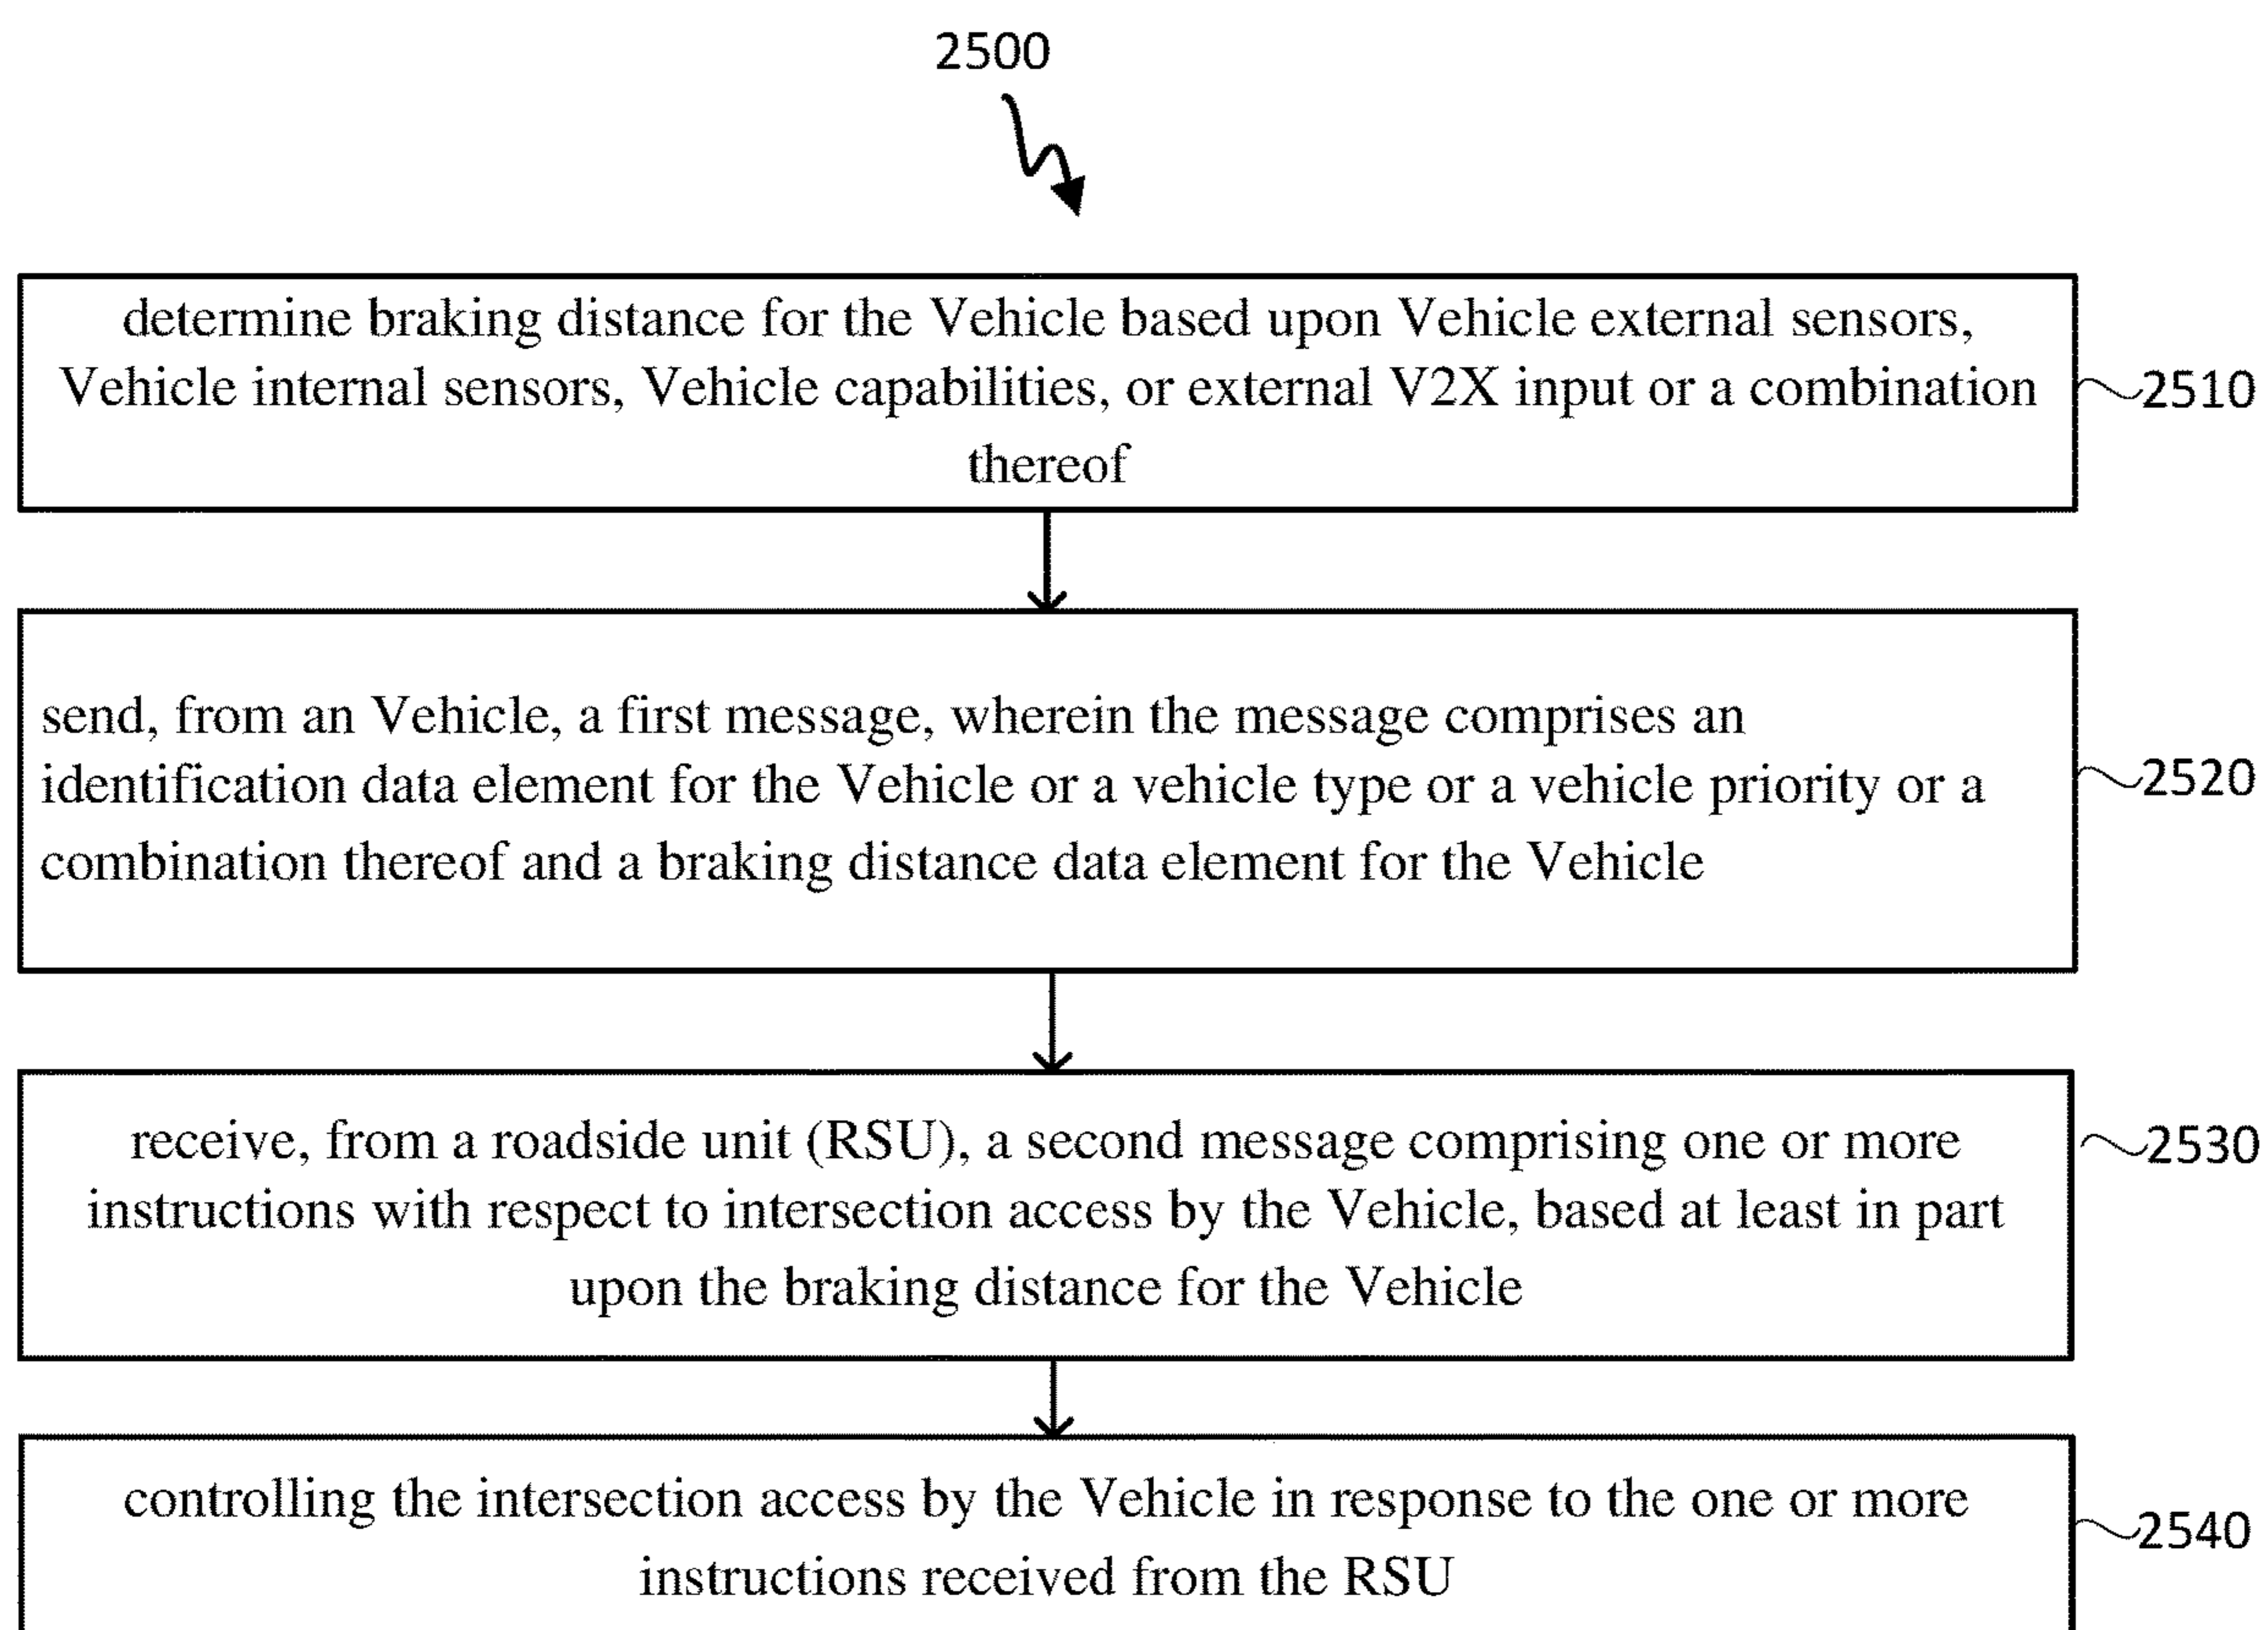 2500
determine braking distance for the Vehicle based upon Vehicle external sensors,
Vehicle internal sensors, Vehicle capabilities, or external V2X input or a combination
thereof
2510
send, from an Vehicle, a first message, wherein the message comprises an
identification data element for the Vehicle or a vehicle type or a vehicle priority or a
combination thereof and a braking distance data element for the Vehicle
2520
receive, from a roadside unit (RSU), a second message comprising one or more
instructions with respect to intersection access by the Vehicle, based at least in part
upon the braking distance for the Vehicle
2530
controlling the intersection access by the Vehicle in response to the one or more
instructions received from the RSU
2540